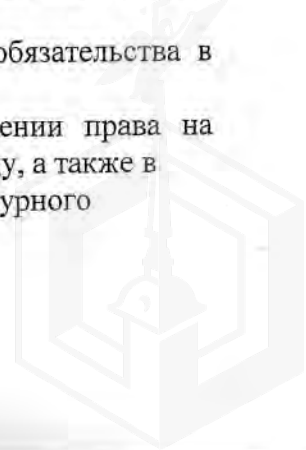 обязательства в
ении права на
у, а также в
урного